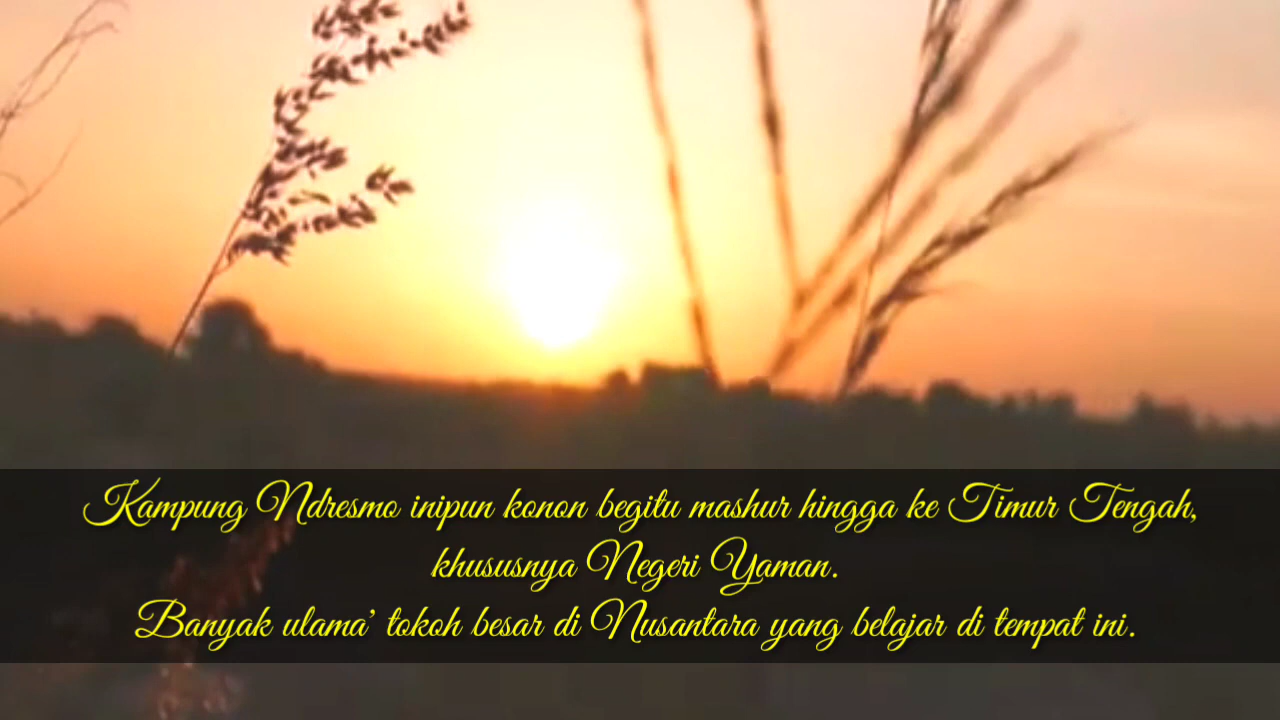 Kampung Ndresmo inipun konon begitu mashur hingga ke Timur Tengah,
khususnya Negeri Yaman.
Banyak ulama' tokoh besar di Nusantara yang belajar di tempat ini.